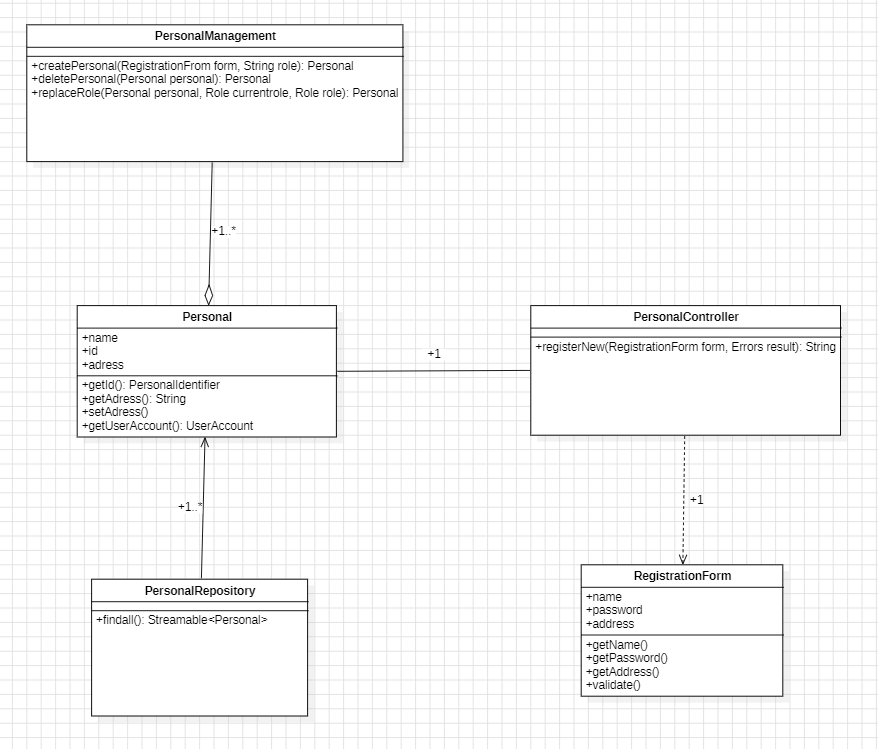 PersonalManagement
+createPersonal(RegistrationFrom form, String role): Personal
+deletePersonal(Personal personal): Personal
+replaceRole(Personal personal, Role currentrole, Role role): Personal
+1..*
Personal
+name
+id
+adress
+getId(): PersonalIdentifier
+getAdress(): String
+setAdress()
+getUserAccount(): UserAccount
+1
PersonalController
+registerNew(RegistrationForm form, Errors result): String
+1..*
+1
PersonalRepository
+findall(): Streamable<Personal>
RegistrationForm
+name
+password
+address
+getName()
+getPassword()
+getAddress()
+validate()